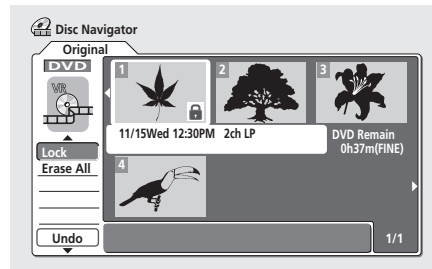 Disc Navigator
Original
DVD
VR
1
2
3
11/15Wed 12:30PM 2ch LP
DVD Remain
0h37m(FINE)
Lock
Erase All
4
Undo
1/1